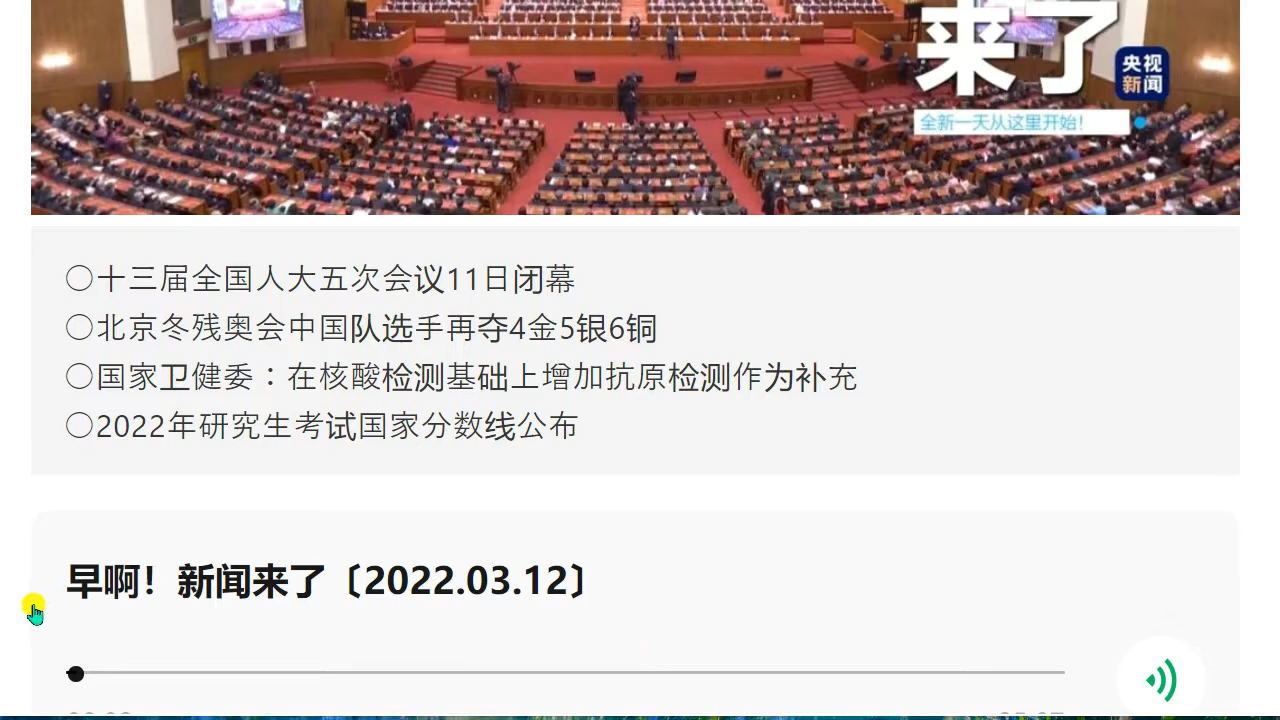 来了
央视
新闻
全新一天从这里开始！
〇十三届全国人大五次会议11日闭幕
〇北京冬残奥会中国队选手再夺4金5银6铜
〇国家卫健委：在核酸检测基础上增加抗原检测作为补充
〇2022年研究生考试国家分数线公布
早啊！新闻来了〔2022.03.12〕